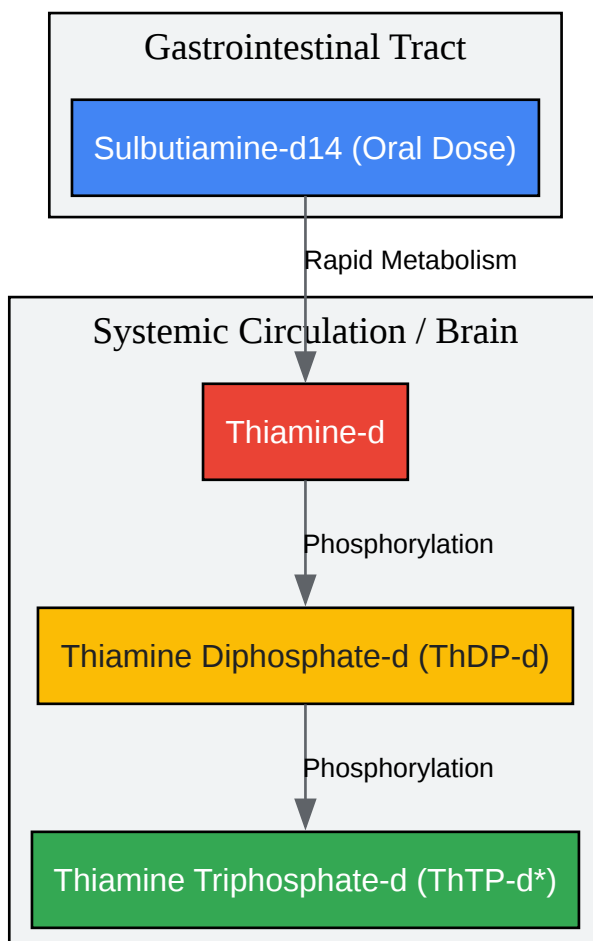 Gastrointestinal Tract
Sulbutiamine-d14 (Oral Dose)
Rapid Metabolism
Systemic Circulation / Brain
Thiamine-d
Phosphorylation
Thiamine Diphosphate-d (ThDP-d)
Phosphorylation
Thiamine Triphosphate-d (ThTP-d*)